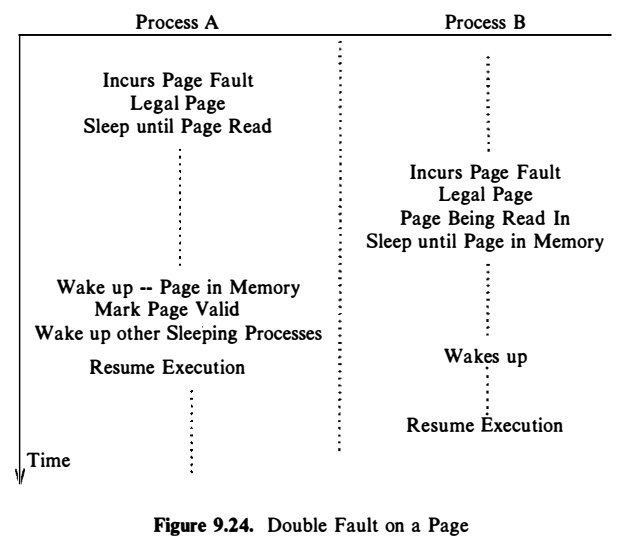 Process A
Process B
Incurs Page Fault
Legal Page
Sleep until Page Read
Incurs Page Fault
Legal Page
Page Being Read In
Sleep until Page in Memory
Wake up -- Page in Memory
Mark Page Valid
Wake up other Sleeping Processes
Resume Execution
Wakes up
Resume Execution
Time
Figure 9.24. Double Fault on a Page